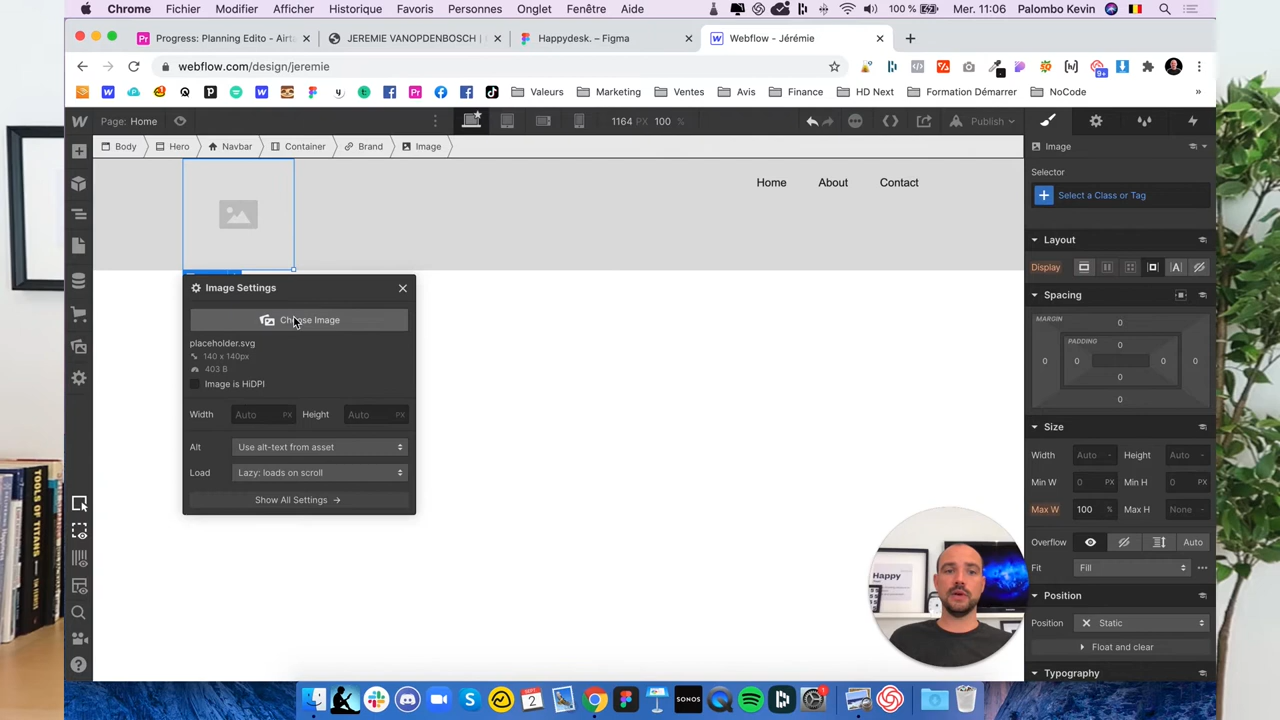 Chrome Fichier Modifier Afficher Historique Favoris Personnes Onglet Fenêtre Aide 100 % Mer. 11:06 Palombo Kevin
Progress: Planning Edito - Airt
JEREMIE VANOPDENBOSCH |
Happydesk. – Figma
Webflow - Jérémie
webflow.com/design/jeremie
9+
Valeurs Marketing Ventes Avis Finance HD Next Formation Démarrer NoCode »
Page: Home 1164 PX 100 % Publish
Body Hero Navbar Container Brand Image
Image
Home About Contact
Selector
Select a Class or Tag
Layout
Display
Spacing
MARGIN
0
PADDING
0
0 0 0 0
0
0
Image Settings
Choose Image
placeholder.svg
140 x 140px
403 B
Image is HiDPI
Width Auto PX Height Auto PX
Alt Use alt-text from asset
Load Lazy: loads on scroll
Show All Settings
Size
Width Auto - Height Auto -
Min W 0 PX Min H 0 PX
Max W 100 % Max H None -
Overflow Auto
Fit Fill
Position
Position Static
Float and clear
Typography
Happy
TOOLS OF TITANS
SONOS